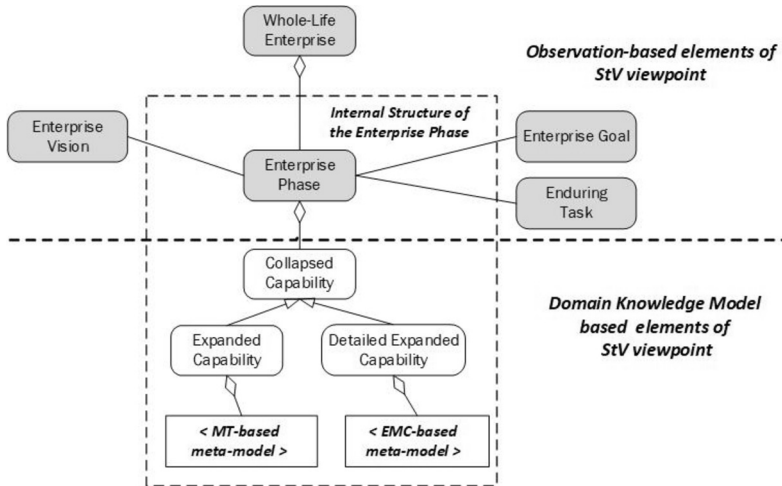 Whole-Life
Enterprise
Observation-based elements of
StV viewpoint
Internal Structure of
the Enterprise Phase
Enterprise
Vision
Enterprise Goal
Enterprise
Phase
Enduring
Task
Collapsed
Capability
Domain Knowledge Model
based elements of
StV viewpoint
Expanded
Capability
Detailed Expanded
Capability
< MT-based
meta-model >
< EMC-based
meta-model >